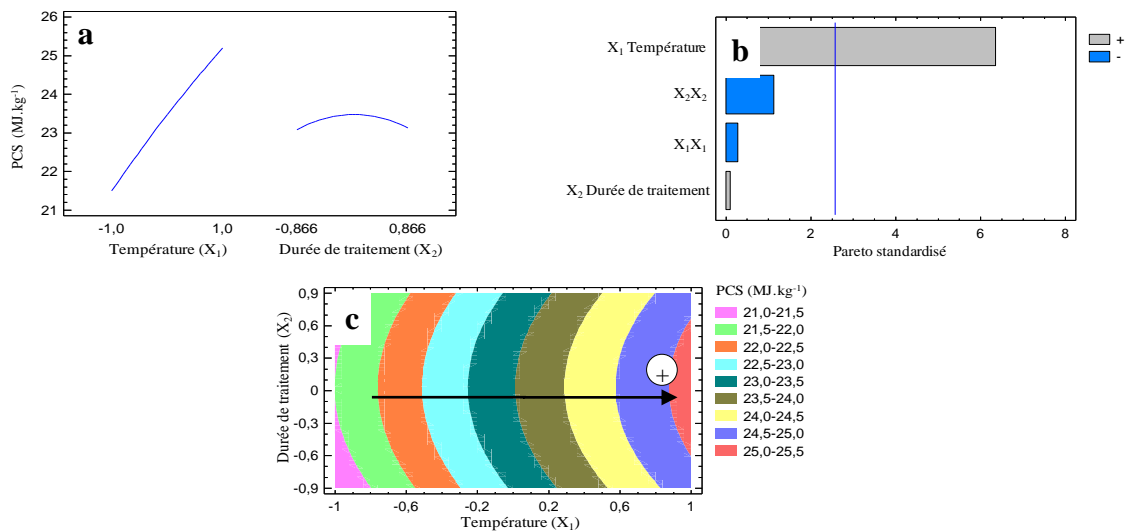 a
26
25
24
23
22
21
PCS (MJ.kg⁻¹)
-1,0 1,0 -0,866 0,866
Température (X₁) Durée de traitement (X₂)
b
X₁ Température
X₂X₂
X₁X₁
X₂ Durée de traitement
0 2 4 6 8
Pareto standardisé
+
-
c
0,9
0,6
0,3
0
-0,3
-0,6
-0,9
Durée de traitement (X₂)
+
-1 -0,6 -0,2 0,2 0,6 1
Température (X₁)
PCS (MJ.kg⁻¹)
21,0-21,5
21,5-22,0
22,0-22,5
22,5-23,0
23,0-23,5
23,5-24,0
24,0-24,5
24,5-25,0
25,0-25,5